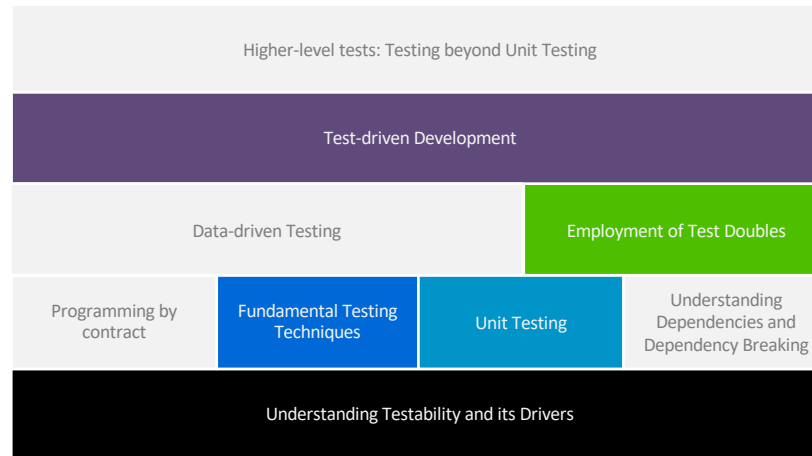 Higher-level tests: Testing beyond Unit Testing
Test-driven Development
Data-driven Testing
Employment of Test Doubles
Programming by
contract
Fundamental Testing
Techniques
Unit Testing
Understanding
Dependencies and
Dependency Breaking
Understanding Testability and its Drivers